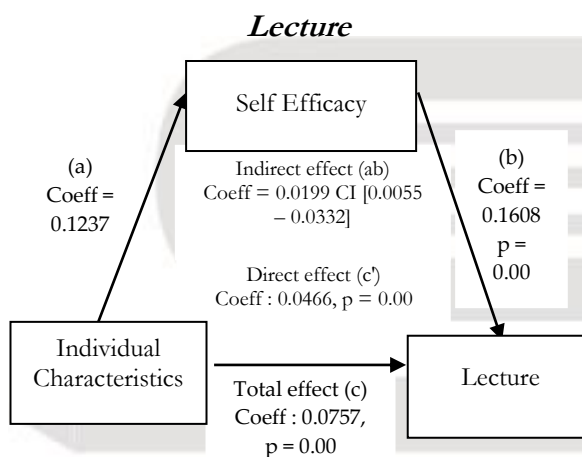 Lecture
Self Efficacy
(a)
Coeff =
0.1237
Indirect effect (ab)
Coeff = 0.0199 CI [0.0055
– 0.0332]
(b)
Coeff =
0.1608
p =
0.00
Direct effect (c')
Coeff : 0.0466, p = 0.00
Individual
Characteristics
Total effect (c)
Coeff : 0.0757,
p = 0.00
Lecture